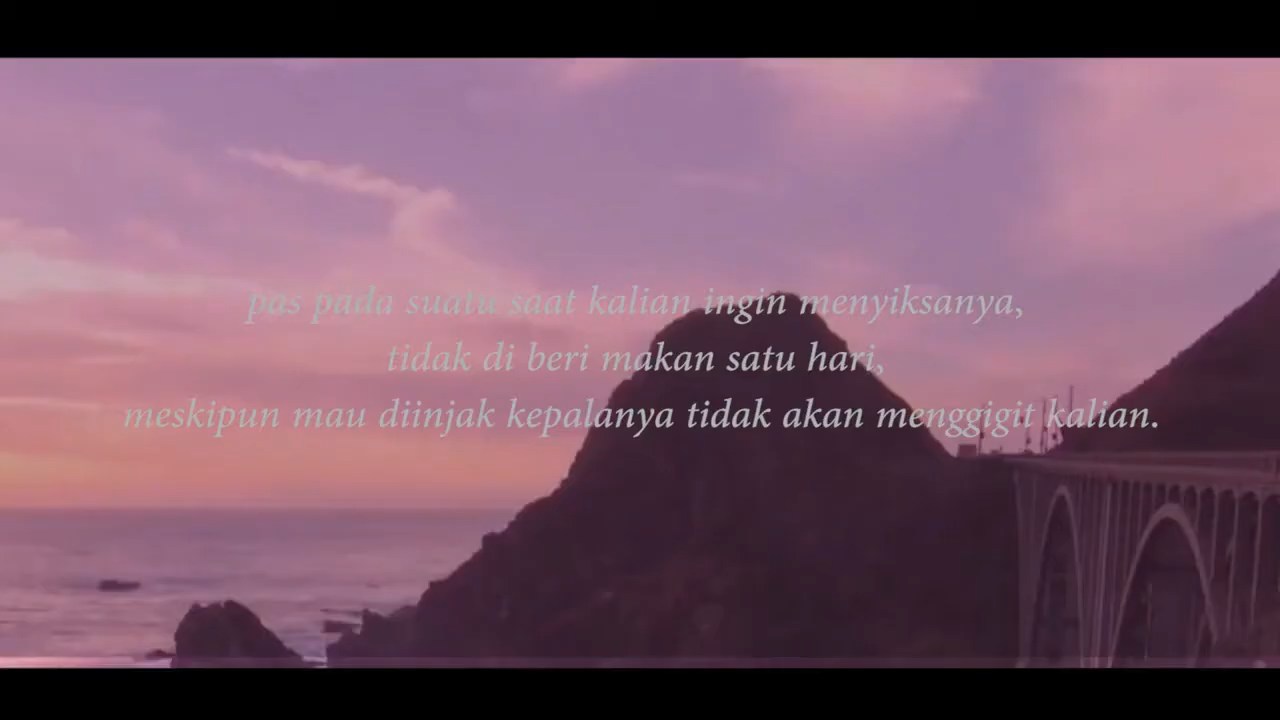 pas pada suatu saat kalian ingin menyiksanya,
tidak di beri makan satu hari,
meskipun mau diinjak kepalanya tidak akan menggigit kalian.